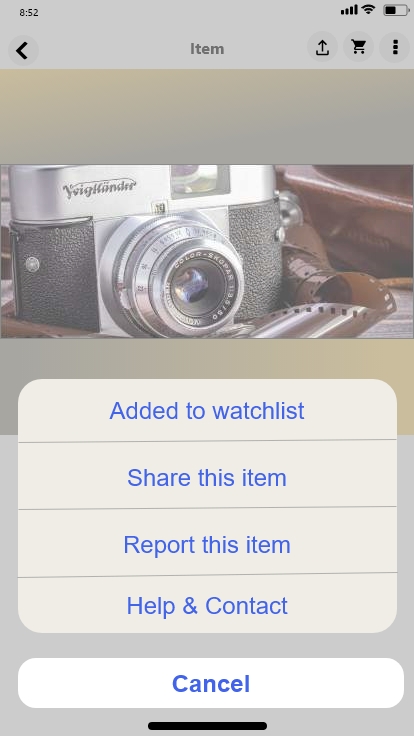 8:52
Item
Voigtländer
COLOR-SKOPAR 1:3,5/50
Added to watchlist
Share this item
Report this item
Help & Contact
Cancel